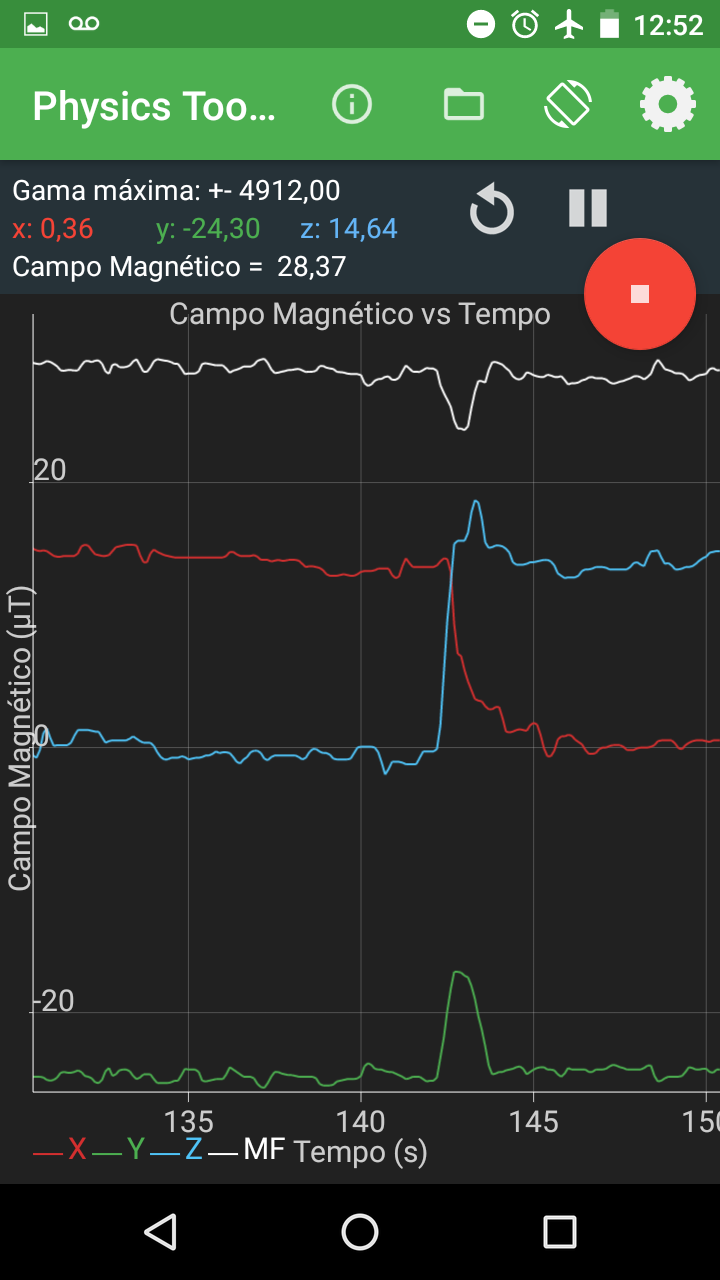 12:52
Physics Too...
Gama máxima: +- 4912,00
x: 0,36 y: -24,30 z: 14,64
Campo Magnético = 28,37
Campo Magnético vs Tempo
20
0
-20
Campo Magnético (µT)
135 140 145 150
X Y Z MF Tempo (s)